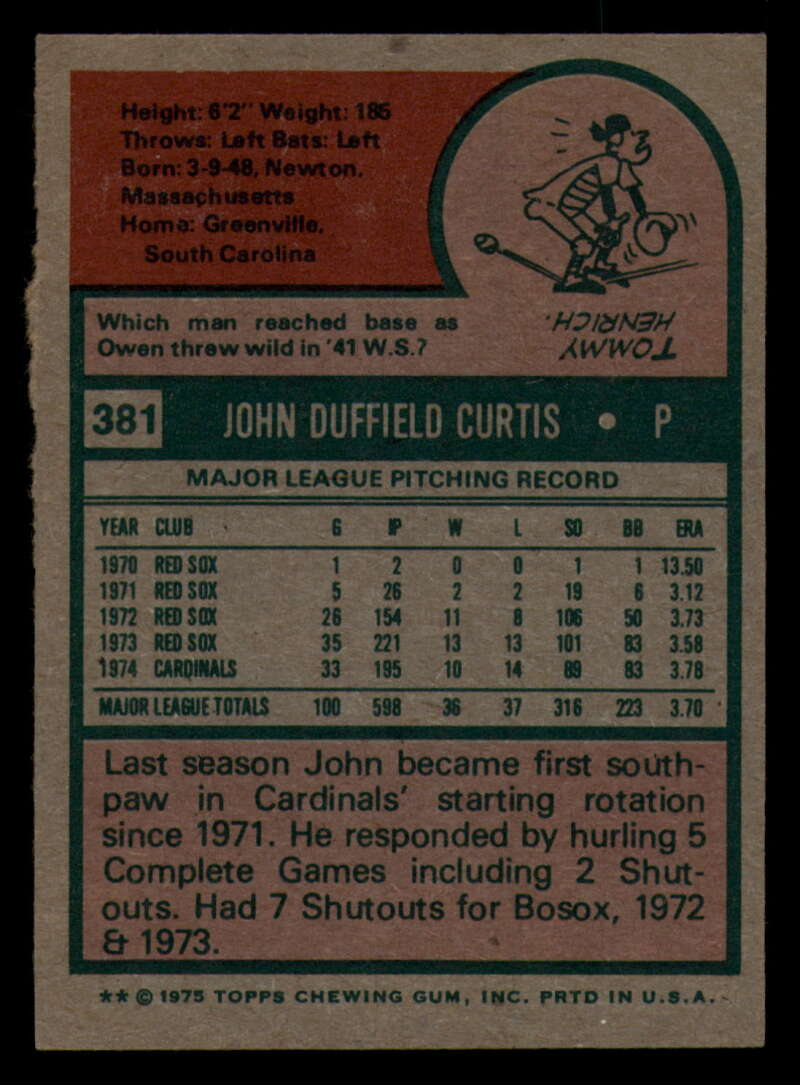 Height: 6'2" Weight: 185
Throws: Left Bats: Left
Born: 3-9-48, Newton,
Massachusetts
Home: Greenville,
South Carolina
Which man reached base as
Owen threw wild in '41 W.S.?
TOMMY
HENRICH.
381 JOHN DUFFIELD CURTIS • P
MAJOR LEAGUE PITCHING RECORD
YEAR CLUB G IP W L SO BB ERA
1970 RED SOX 1 2 0 0 1 1 13.50
1971 RED SOX 5 26 2 2 19 6 3.12
1972 RED SOX 26 154 11 8 106 50 3.73
1973 RED SOX 35 221 13 13 101 83 3.58
1974 CARDINALS 33 195 10 14 89 83 3.78
MAJOR LEAGUE TOTALS 100 598 36 37 316 223 3.70
Last season John became first south-
paw in Cardinals' starting rotation
since 1971. He responded by hurling 5
Complete Games including 2 Shut-
outs. Had 7 Shutouts for Bosox, 1972
& 1973.
** © 1975 TOPPS CHEWING GUM, INC. PRTD IN U.S.A.